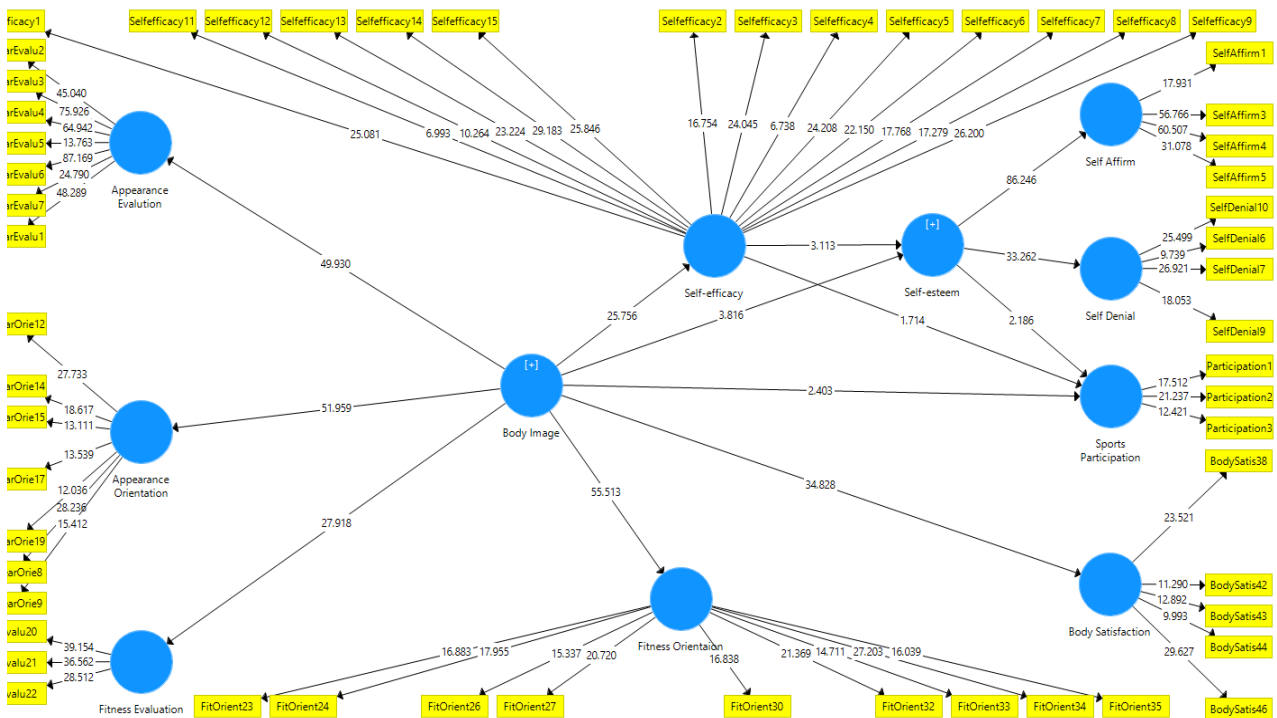 ficacy1
Selfefficacy11
Selfefficacy12
Selfefficacy13
Selfefficacy14
Selfefficacy15
Selfefficacy2
Selfefficacy3
Selfefficacy4
Selfefficacy5
Selfefficacy6
Selfefficacy7
Selfefficacy8
Selfefficacy9
arEvalu2
arEvalu3
arEvalu4
arEvalu5
arEvalu6
arEvalu7
arEvalu1
45.040
75.926
64.942
13.763
87.169
24.790
48.289
Appearance
Evalution
25.081
6.993
10.264
23.224
29.183
25.846
16.754
24.045
6.738
24.208
22.150
17.768
17.279
26.200
SelfAffirm1
SelfAffirm3
SelfAffirm4
SelfAffirm5
17.931
56.766
60.507
31.078
Self Affirm
86.246
49.930
Self-efficacy
3.113
[+]
Self-esteem
33.262
SelfDenial10
SelfDenial6
SelfDenial7
SelfDenial9
25.499
9.739
26.921
18.053
Self Denial
25.756
3.816
1.714
2.186
arOrie12
arOrie14
arOrie15
arOrie17
arOrie19
arOrie8
arOrie9
27.733
18.617
13.111
13.539
12.036
28.236
15.412
Appearance
Orientation
51.959
[+]
Body Image
2.403
Participation1
Participation2
Participation3
17.512
21.237
12.421
Sports
Participation
27.918
55.513
34.828
BodySatis38
BodySatis42
BodySatis43
BodySatis44
BodySatis46
23.521
11.290
12.892
9.993
29.627
Body Satisfaction
valu20
valu21
valu22
39.154
36.562
28.512
Fitness Evaluation
Fitness Orientaion
16.883
17.955
15.337
20.720
16.838
21.369
14.711
27.203
16.039
FitOrient23
FitOrient24
FitOrient26
FitOrient27
FitOrient30
FitOrient32
FitOrient33
FitOrient34
FitOrient35